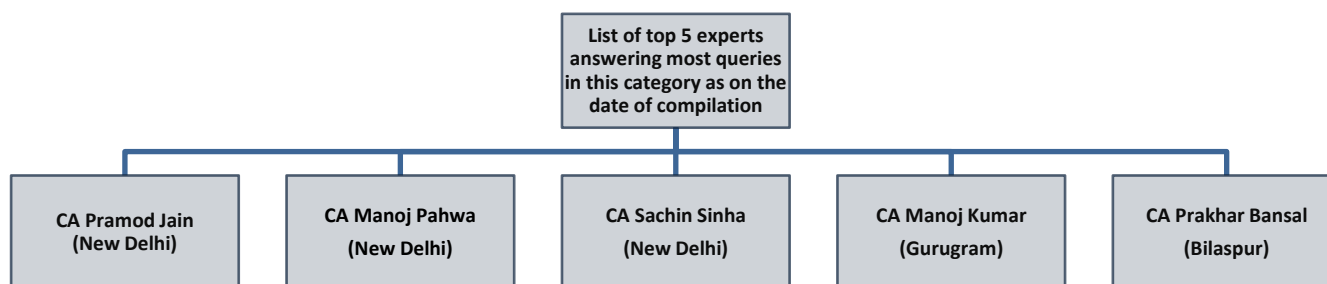 List of top 5 experts
answering most queries
in this category as on the
date of compilation
CA Pramod Jain
(New Delhi)
CA Manoj Pahwa
(New Delhi)
CA Sachin Sinha
(New Delhi)
CA Manoj Kumar
(Gurugram)
CA Prakhar Bansal
(Bilaspur)